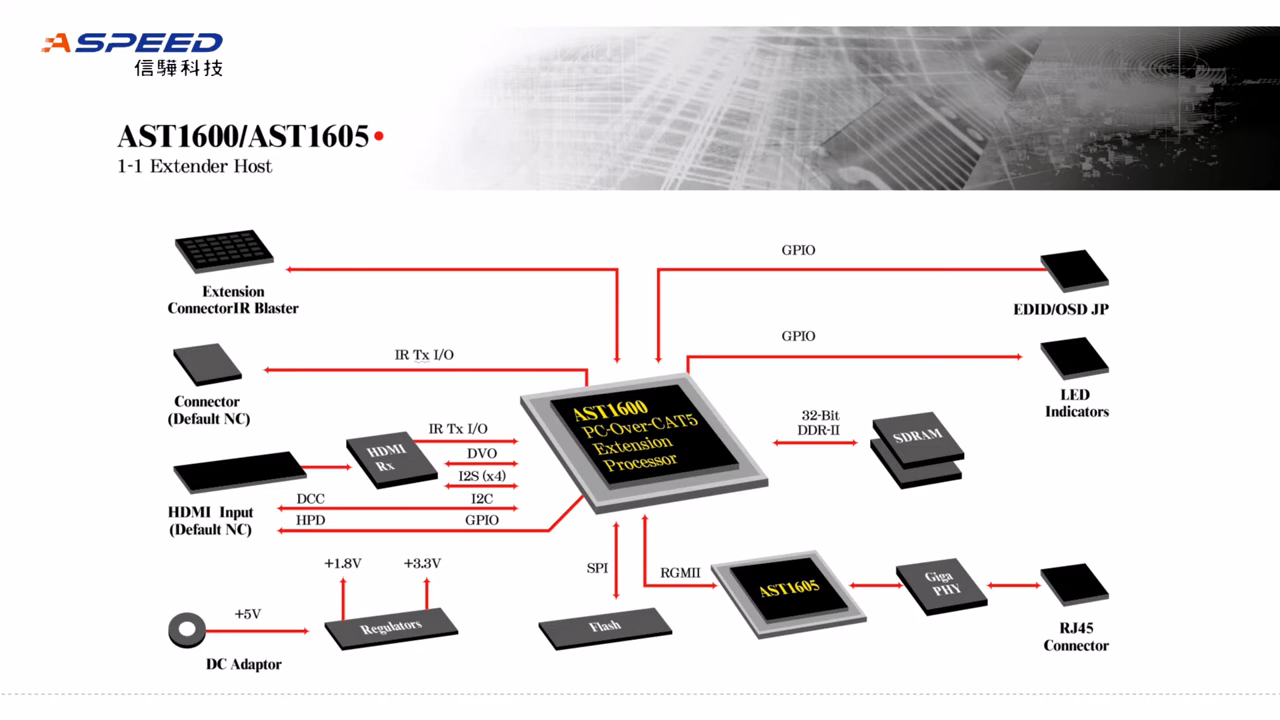 ASPEED
信驊科技
AST1600/AST1605
1-1 Extender Host
Extension
ConnectorIR Blaster
GPIO
EDID/OSD JP
Connector
(Default NC)
IR Tx I/O
GPIO
LED
Indicators
AST1600
PC-Over-CAT5
Extension
Processor
32-Bit
DDR-II
SDRAM
HDMI
Rx
IR Tx I/O
DVO
I2S (x4)
DCC
I2C
HPD
GPIO
HDMI Input
(Default NC)
+1.8V
+3.3V
+5V
Regulators
DC Adaptor
SPI
Flash
RGMII
AST1605
Giga
PHY
RJ45
Connector